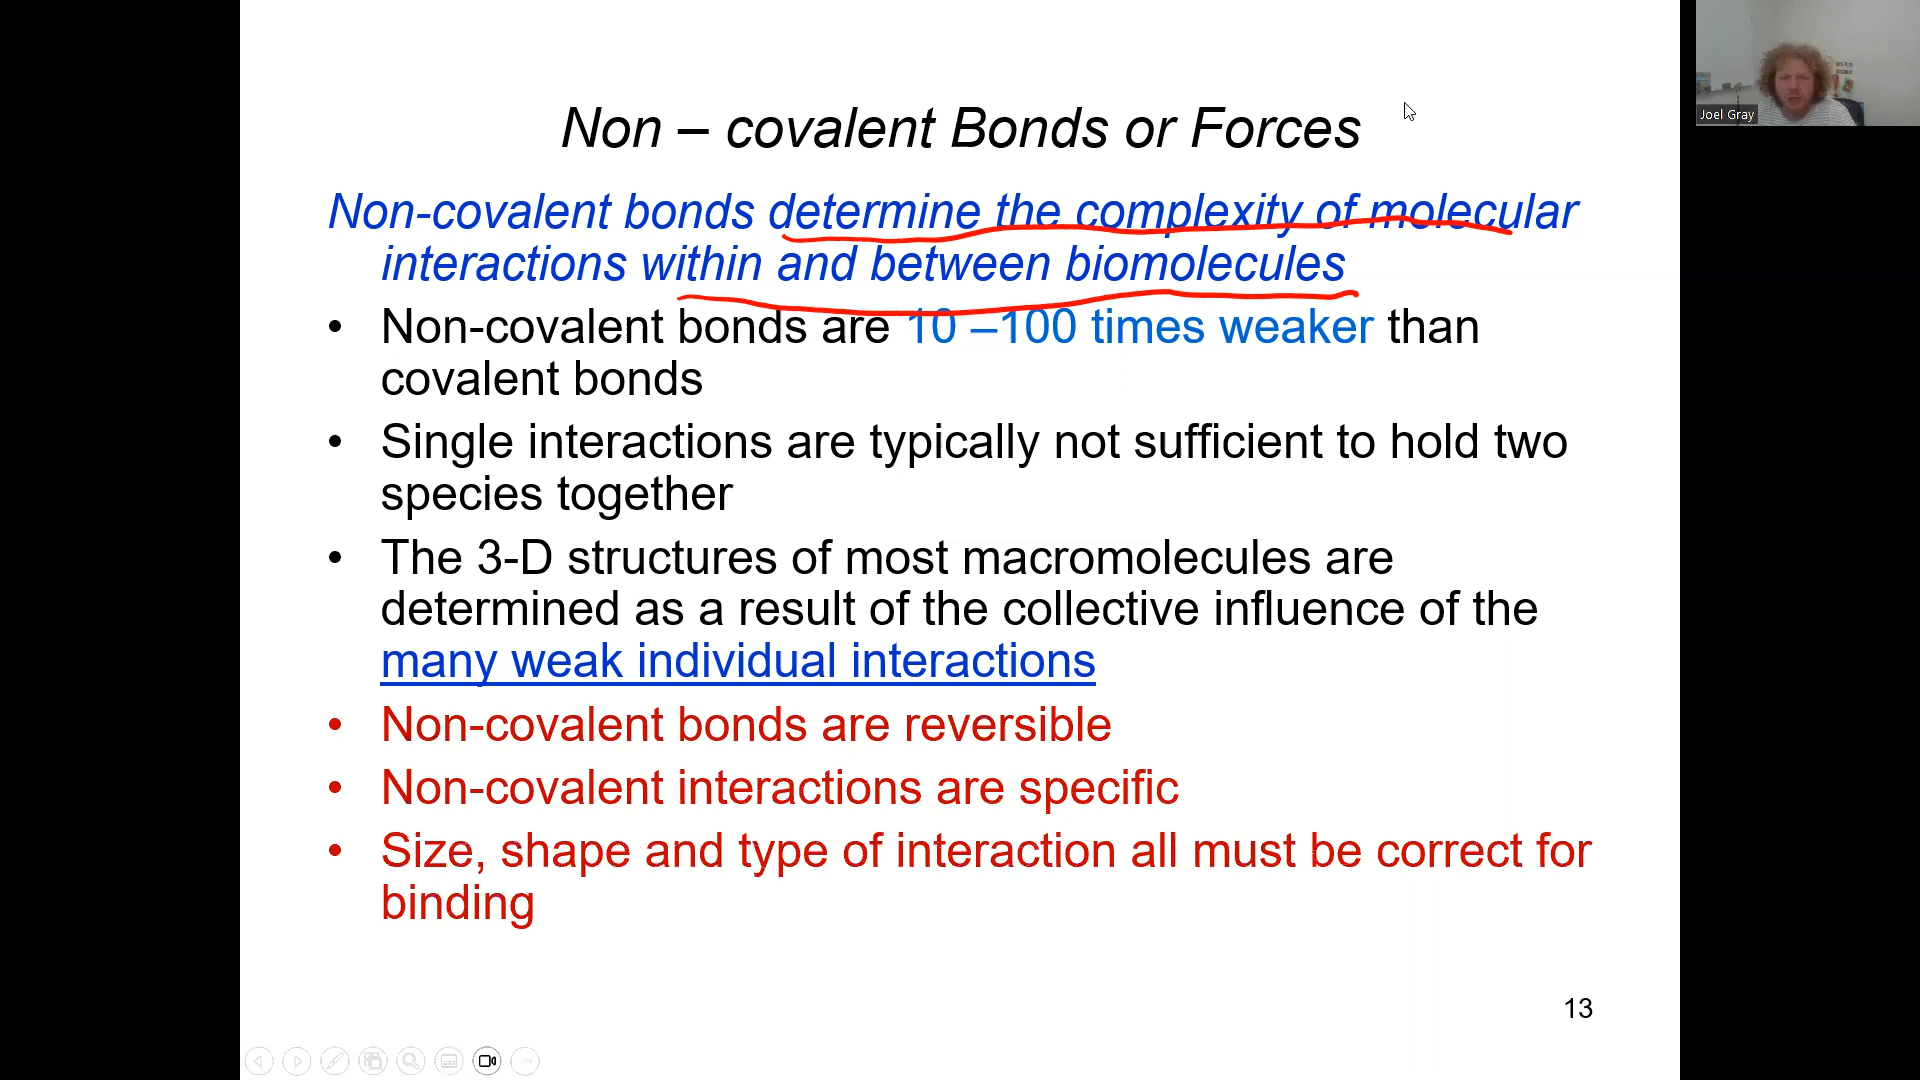 Non – covalent Bonds or Forces
Joel Gray
Non-covalent bonds determine the complexity of molecular
interactions within and between biomolecules
• Non-covalent bonds are 10 –100 times weaker than
covalent bonds
• Single interactions are typically not sufficient to hold two
species together
• The 3-D structures of most macromolecules are
determined as a result of the collective influence of the
many weak individual interactions
• Non-covalent bonds are reversible
• Non-covalent interactions are specific
• Size, shape and type of interaction all must be correct for
binding
13